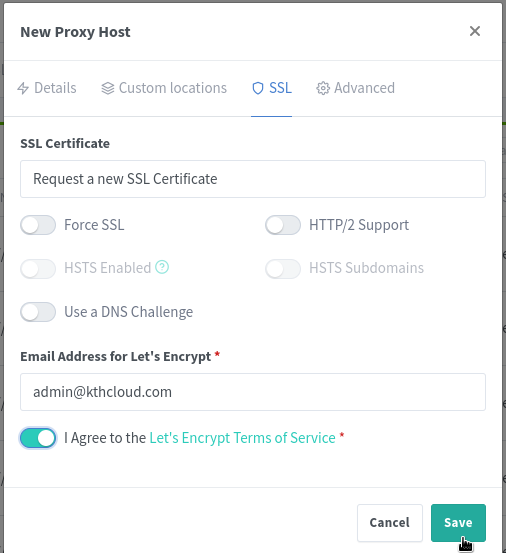 New Proxy Host
Details Custom locations SSL Advanced
SSL Certificate
Request a new SSL Certificate
Force SSL HTTP/2 Support
HSTS Enabled HSTS Subdomains
Use a DNS Challenge
Email Address for Let's Encrypt *
admin@kthcloud.com
I Agree to the Let's Encrypt Terms of Service *
Cancel Save